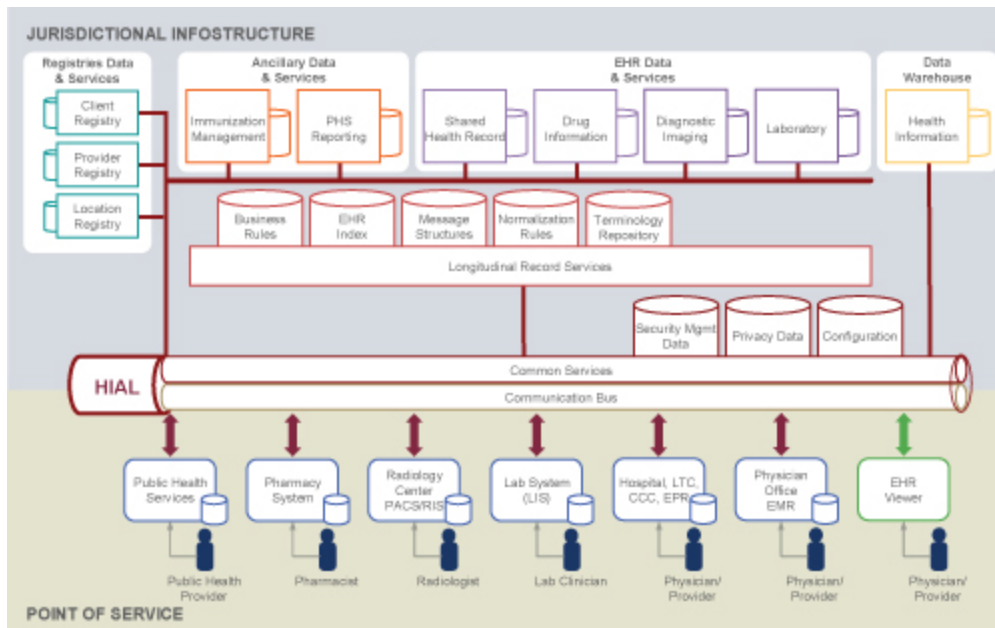 JURISDICTIONAL INFOSTRUCTURE
Registries Data
& Services
Ancillary Data
& Services
EHR Data
& Services
Data
Warehouse
Client
Registry
Immunization
Management
PHS
Reporting
Shared
Health Record
Drug
Information
Diagnostic
Imaging
Laboratory
Health
Information
Provider
Registry
Location
Registry
Business
Rules
EHR
Index
Message
Structures
Normalization
Rules
Terminology
Repository
Longitudinal Record Services
Security Mgmt
Data
Privacy Data
Configuration
HIAL
Common Services
Communication Bus
Public Health
Services
Pharmacy
System
Radiology
Center
PACS/RIS
Lab System
(LIS)
Hospital, LTC,
CCC, EPR
Physician
Office
EMR
EHR
Viewer
Public Health
Provider
Pharmacist
Radiologist
Lab Clinician
Physician/
Provider
Physician/
Provider
Physician/
Provider
POINT OF SERVICE